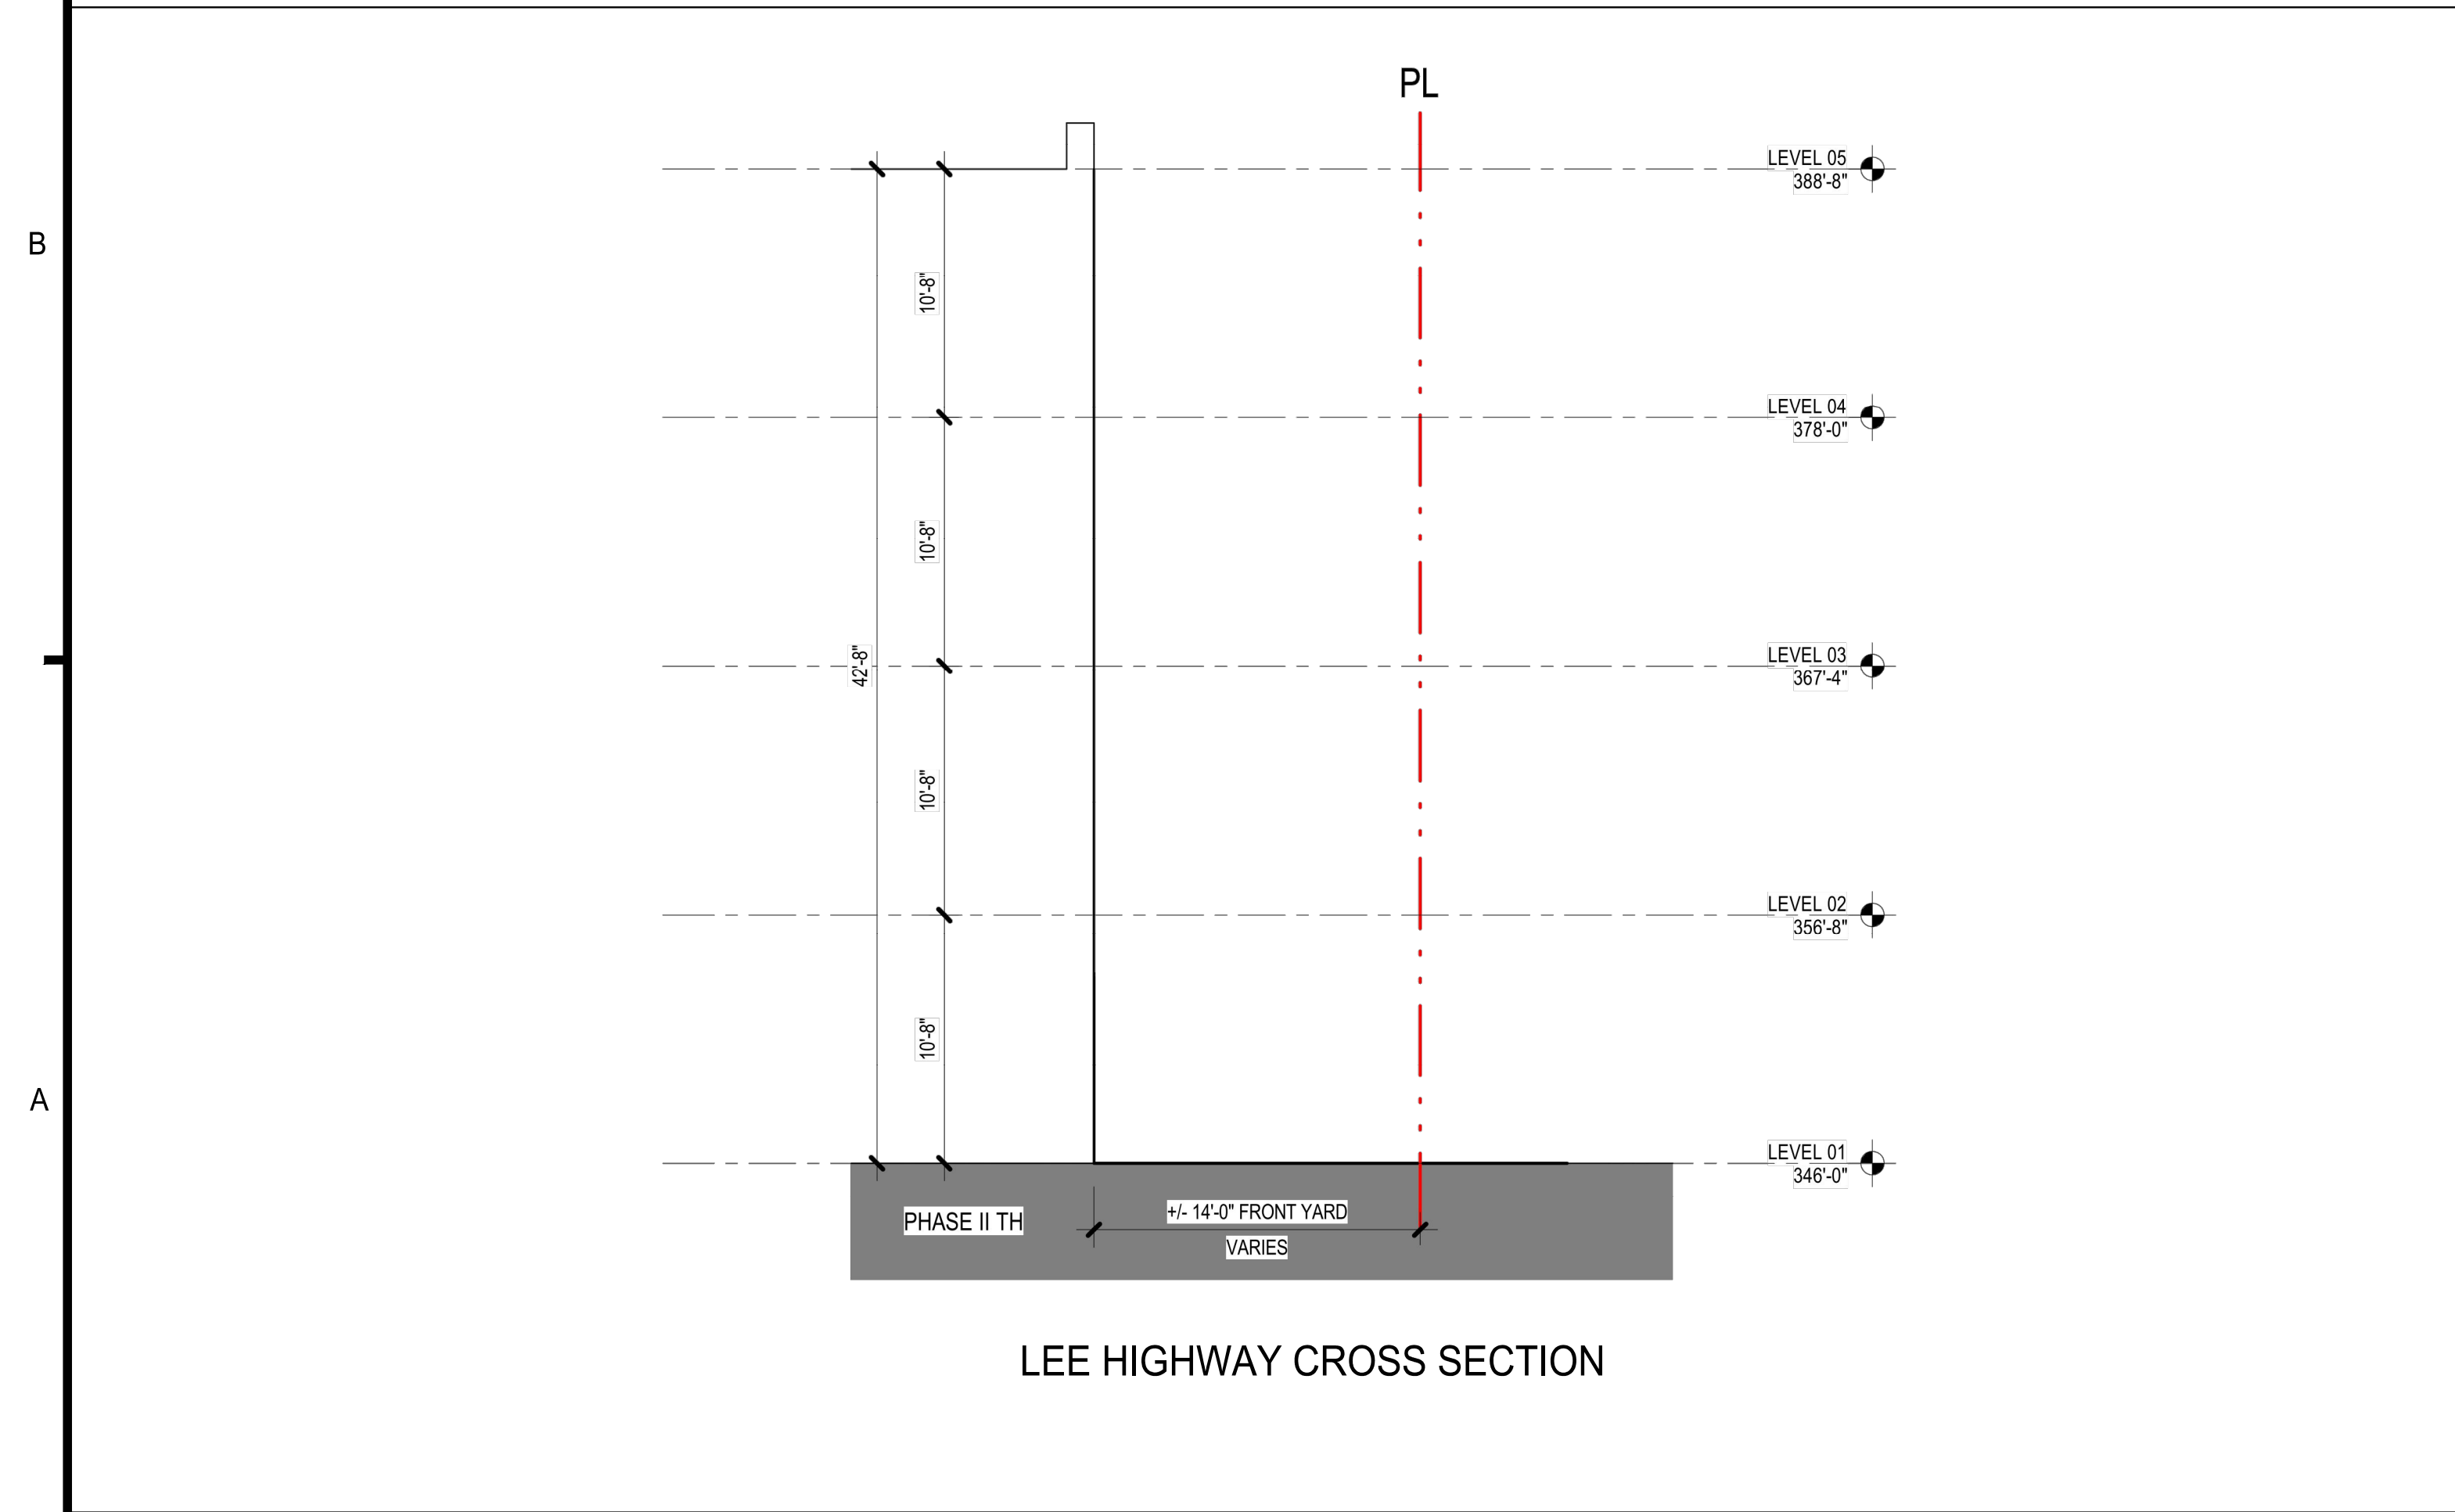 PL
LEVEL 05
388'-8"
B
10'-8"
LEVEL 04
378'-0"
10'-8"
42'-8"
LEVEL 03
367'-4"
10'-8"
LEVEL 02
356'-8"
10'-8"
A
LEVEL 01
346'-0"
PHASE II TH
+/- 14'-0" FRONT YARD
VARIES
LEE HIGHWAY CROSS SECTION